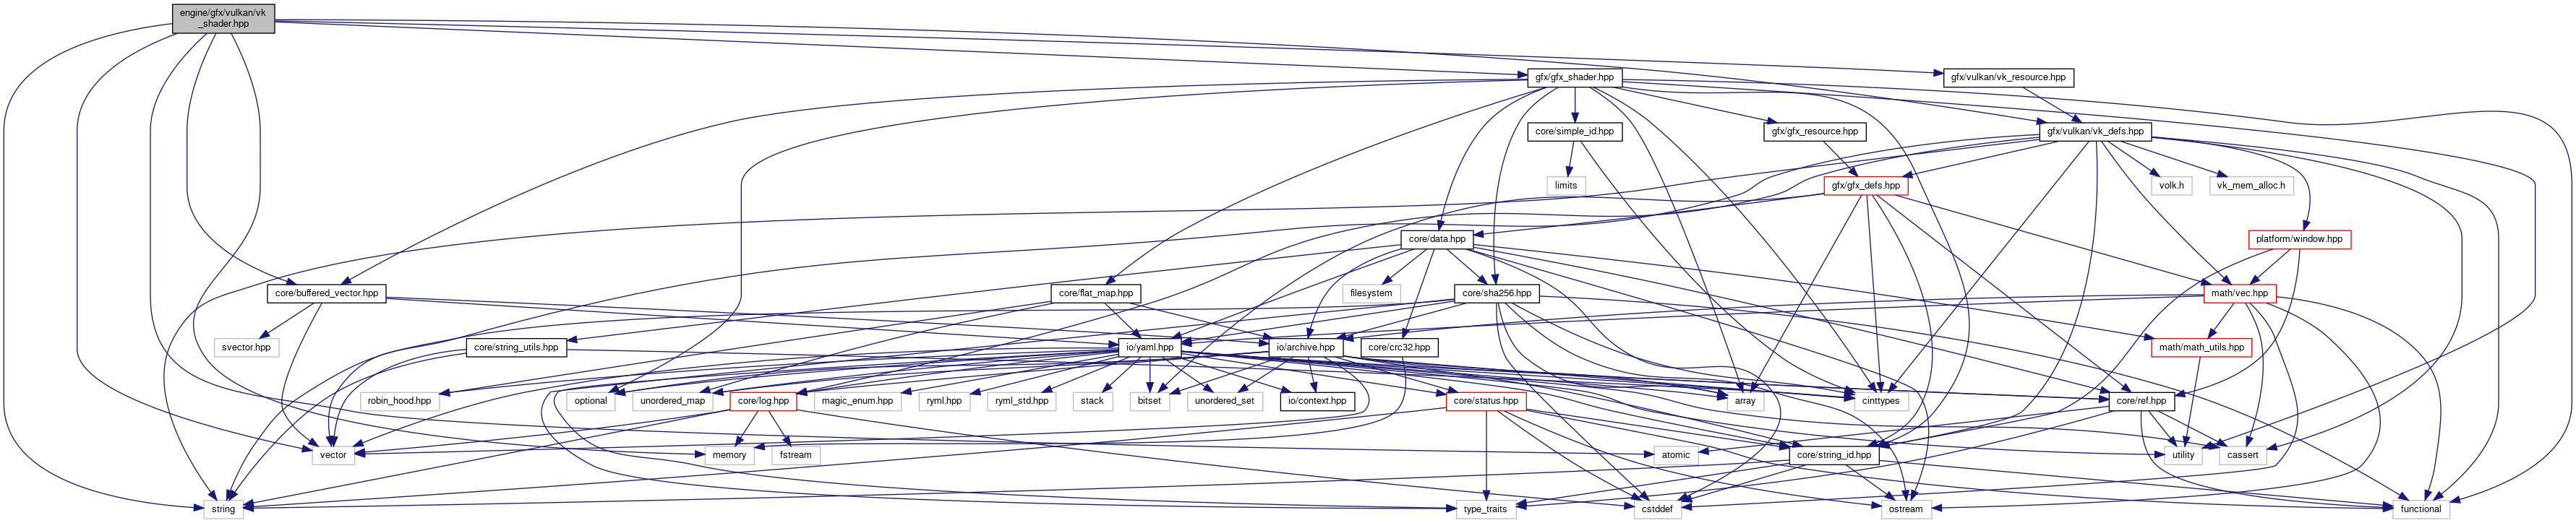 engine/gfx/vulkan/vk
_shader.hpp
gfx/gfx_shader.hpp
gfx/vulkan/vk_resource.hpp
core/simple_id.hpp
gfx/gfx_resource.hpp
gfx/vulkan/vk_defs.hpp
limits
gfx/gfx_defs.hpp
volk.h
vk_mem_alloc.h
core/data.hpp
platform/window.hpp
core/buffered_vector.hpp
core/flat_map.hpp
filesystem
core/sha256.hpp
math/vec.hpp
svector.hpp
core/string_utils.hpp
io/yaml.hpp
io/archive.hpp
core/crc32.hpp
math/math_utils.hpp
robin_hood.hpp
optional
unordered_map
core/log.hpp
magic_enum.hpp
ryml.hpp
ryml_std.hpp
stack
bitset
unordered_set
io/context.hpp
core/status.hpp
array
cinttypes
core/ref.hpp
vector
memory
fstream
atomic
core/string_id.hpp
utility
cassert
string
type_traits
cstddef
ostream
functional